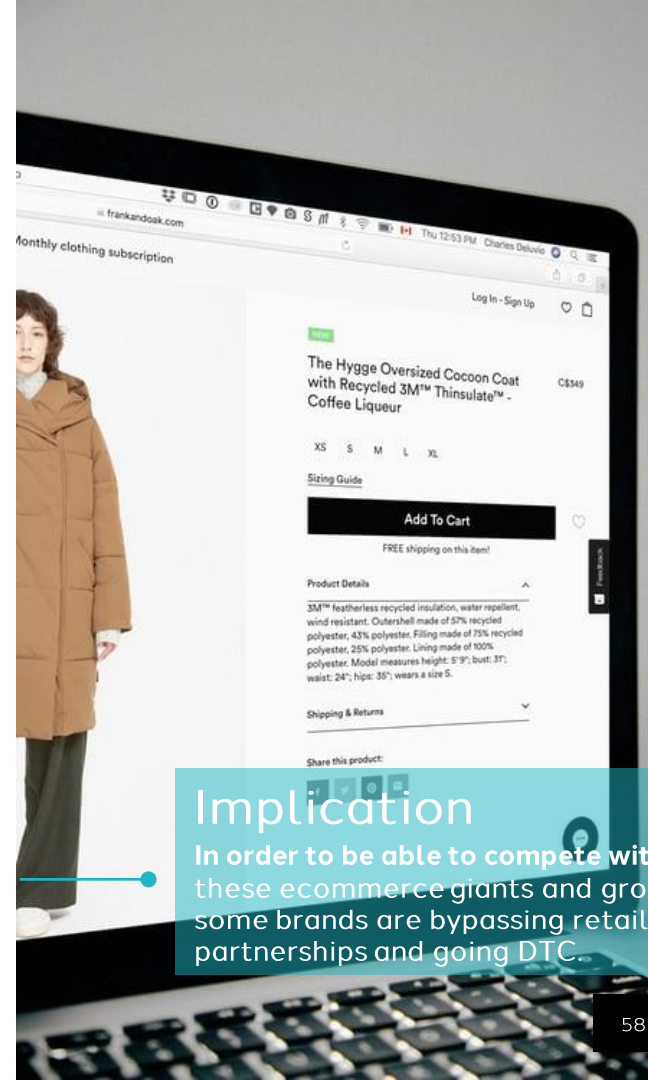 frankandoak.com
Thu 12:53 PM Charles Deluvio
Monthly clothing subscription
Log In - Sign Up
NEW
The Hygge Oversized Cocoon Coat C$349
with Recycled 3M™ Thinsulate™ -
Coffee Liqueur
XS S M L XL
Sizing Guide
Add To Cart
FREE shipping on this item!
Feedback
Product Details
3M™ featherless recycled insulation, water repellent,
wind resistant. Outershell made of 57% recycled
polyester, 43% polyester. Filling made of 75% recycled
polyester, 25% polyester. Lining made of 100%
polyester. Model measures height: 5'9"; bust: 31";
waist: 24"; hips: 35"; wears a size S.
Shipping & Returns
Share this product:
Implication
In order to be able to compete wit
these ecommerce giants and gro
some brands are bypassing retail
partnerships and going DTC.
58